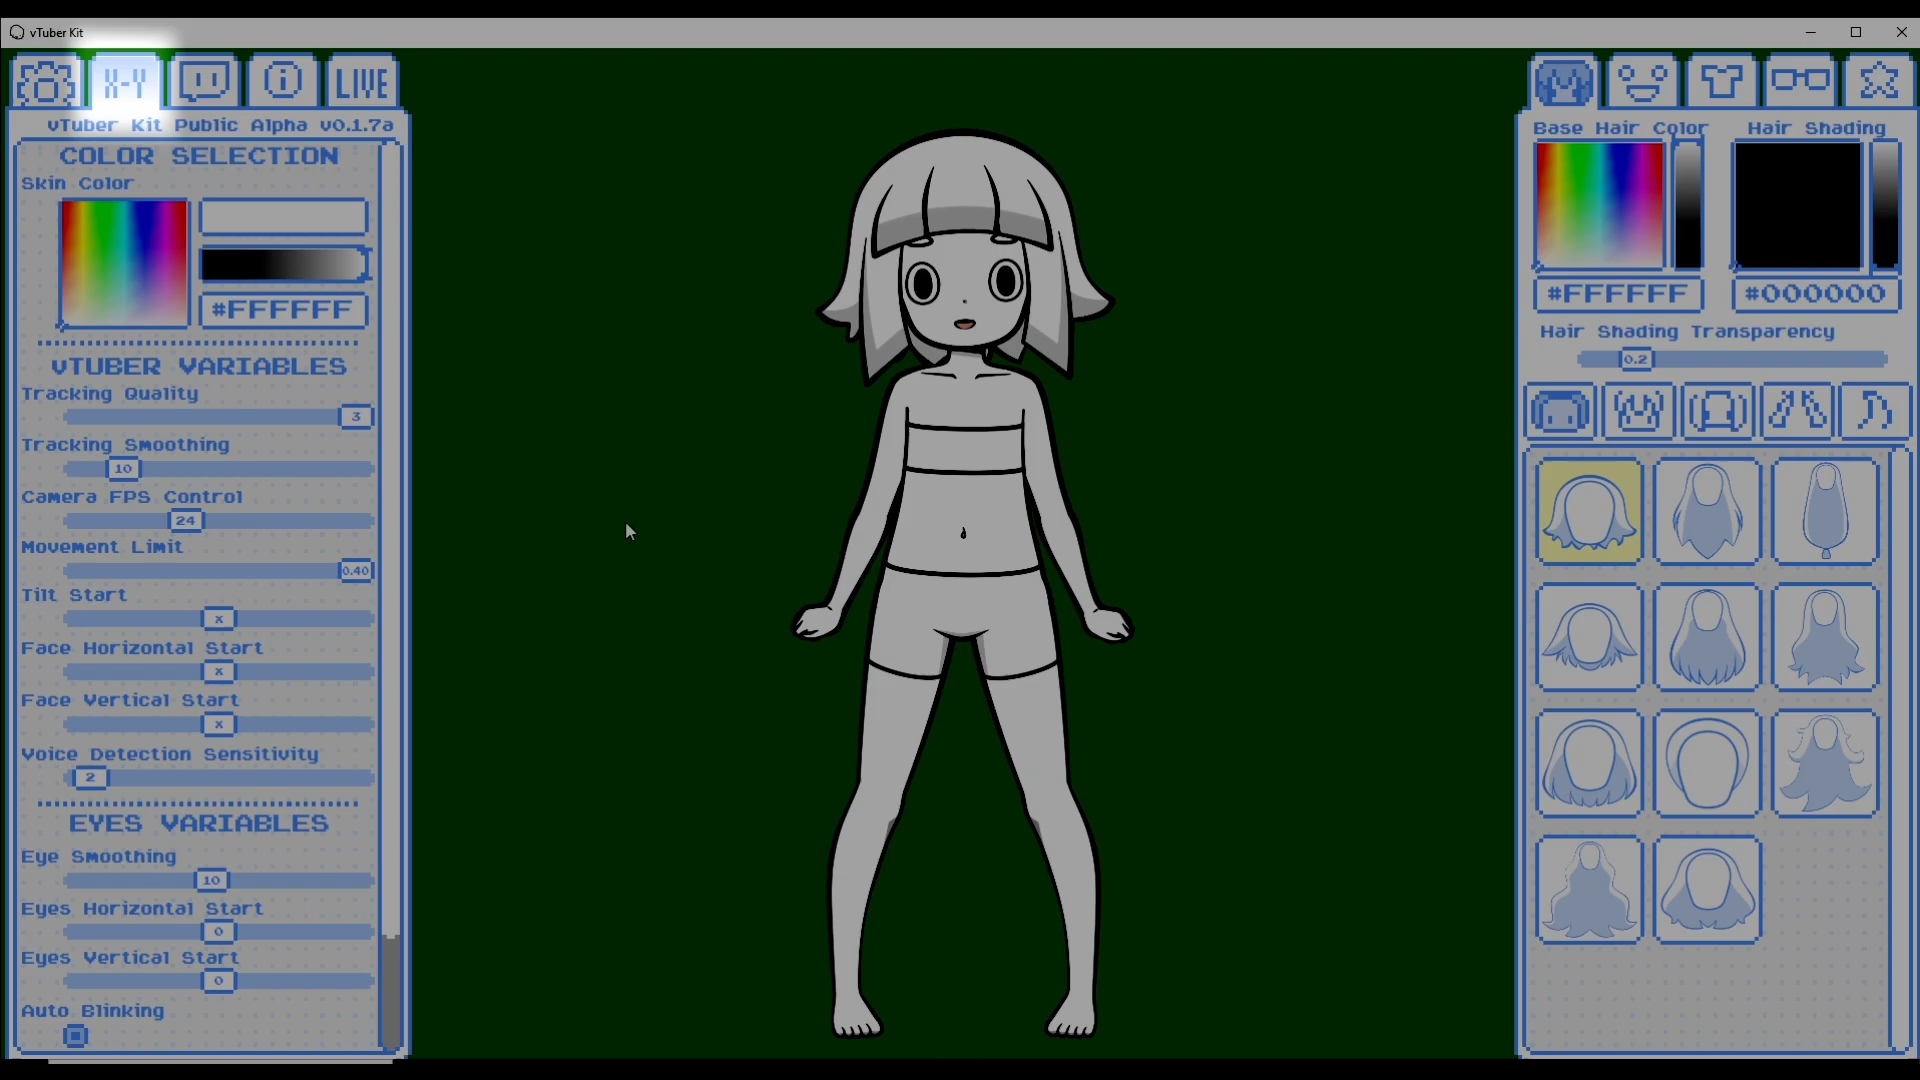 vTuber Kit
X-Y
LIVE
vTuber Kit Public Alpha v0.1.7a
COLOR SELECTION
Skin Color
#FFFFFF
vTUBER VARIABLES
Tracking Quality
3
Tracking Smoothing
10
Camera FPS Control
24
Movement Limit
0.40
Tilt Start
x
Face Horizontal Start
x
Face Vertical Start
x
Voice Detection Sensitivity
2
EYES VARIABLES
Eye Smoothing
10
Eyes Horizontal Start
0
Eyes Vertical Start
0
Auto Blinking
Base Hair Color
Hair Shading
#FFFFFF
#000000
Hair Shading Transparency
0.2